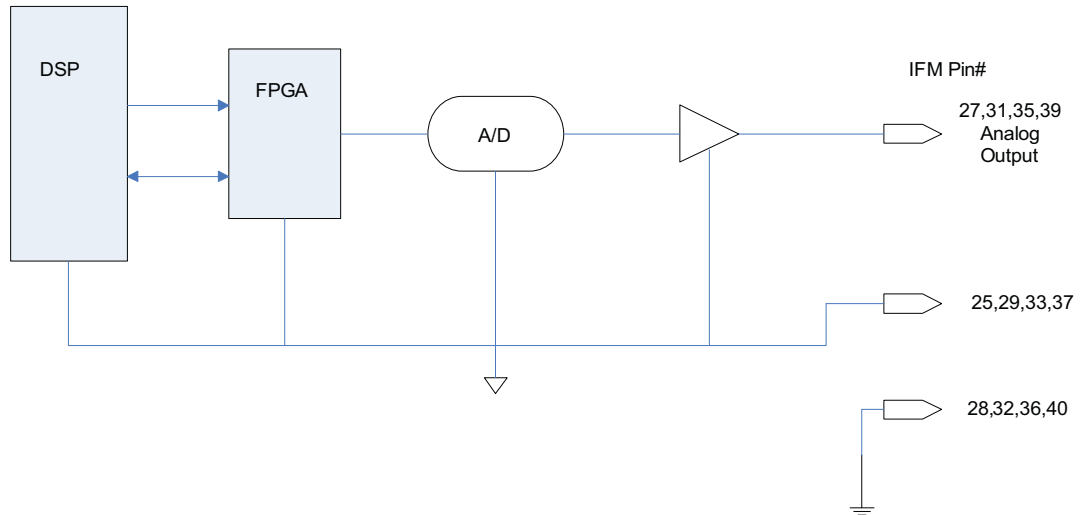 DSP
FPGA
A/D
IFM Pin#
27,31,35,39
Analog
Output
25,29,33,37
28,32,36,40